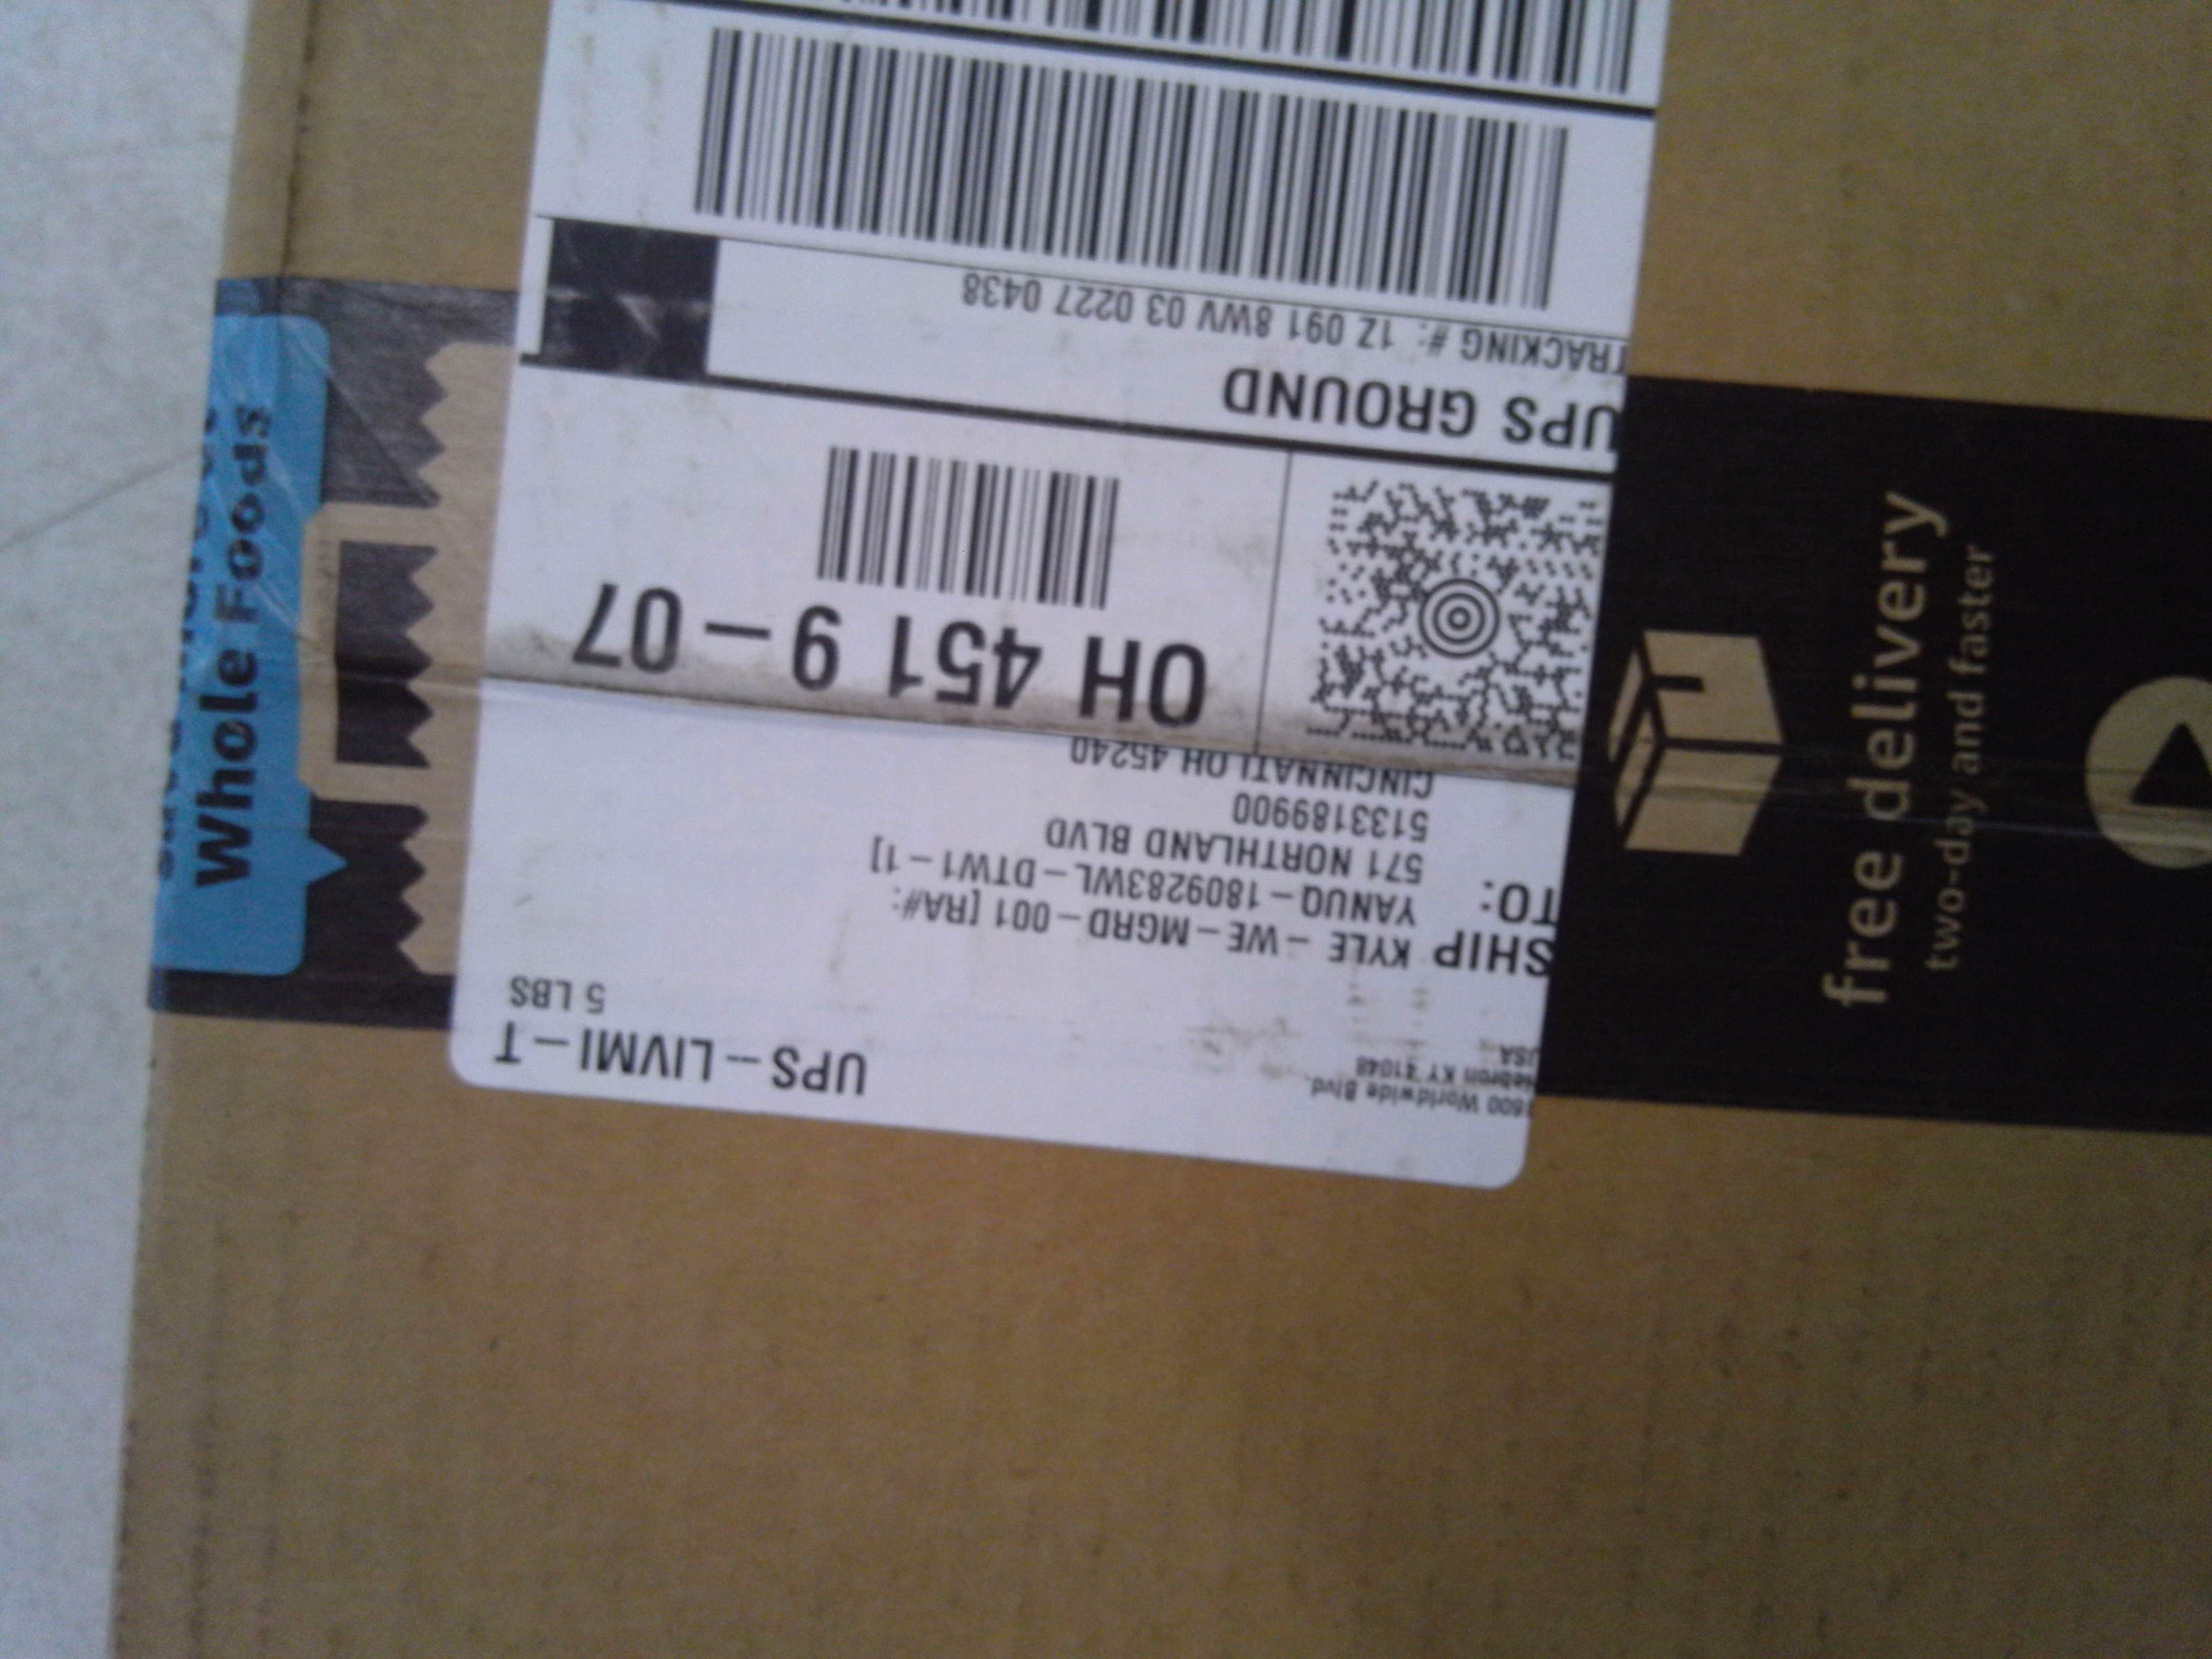 UPS-LIVMI-T
5 LBS
Worldwide Blvd
Hebron KY 41048
USA
SHIP TO:
KYLE - WE-MGRD-001 [RA#:
YANUQ-1809283WL-DTW1-1]
571 NORTHLAND BLVD
5133189900
CINCINNATI OH 45240
OH 451 9-07
UPS GROUND
TRACKING #: 1Z 091 8WV 03 0227 0438
free delivery
two-day and faster
Whole Foods